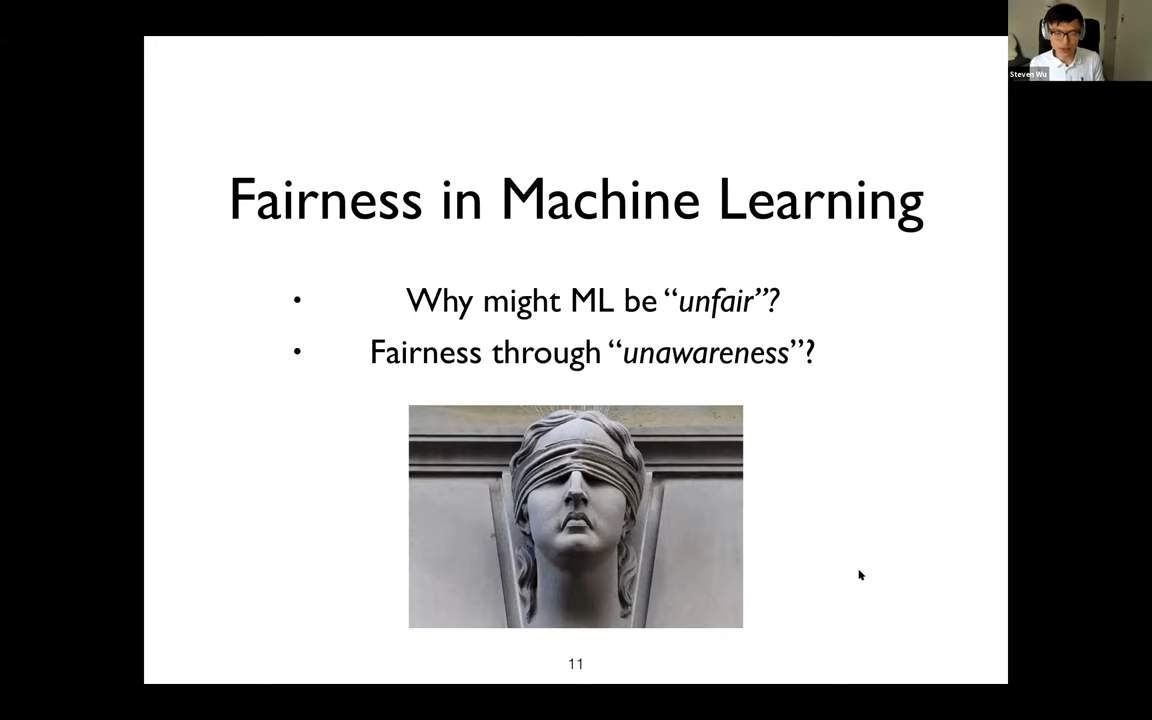 Steven Wu
Fairness in Machine Learning
• Why might ML be “unfair”?
• Fairness through “unawareness”?
11